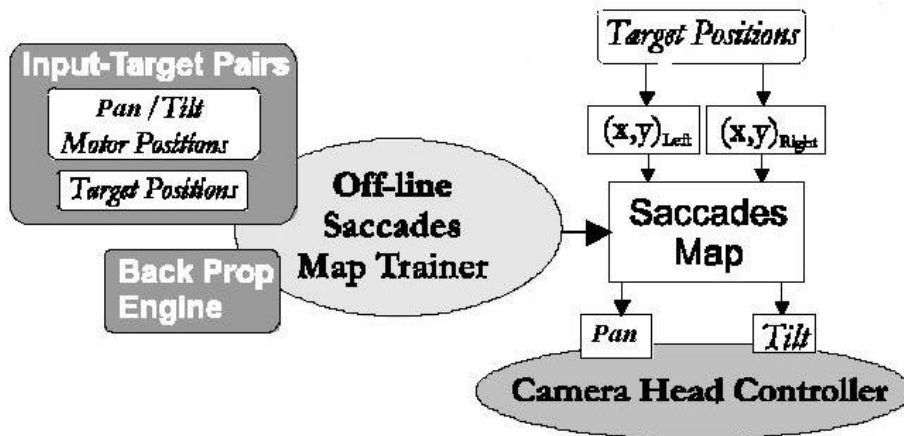 Input-Target Pairs
Pan / Tilt
Motor Positions
Target Positions
Back Prop
Engine
Off-line
Saccades
Map Trainer
Target Positions
(x,y)Left
(x,y)Right
Saccades
Map
Pan
Tilt
Camera Head Controller